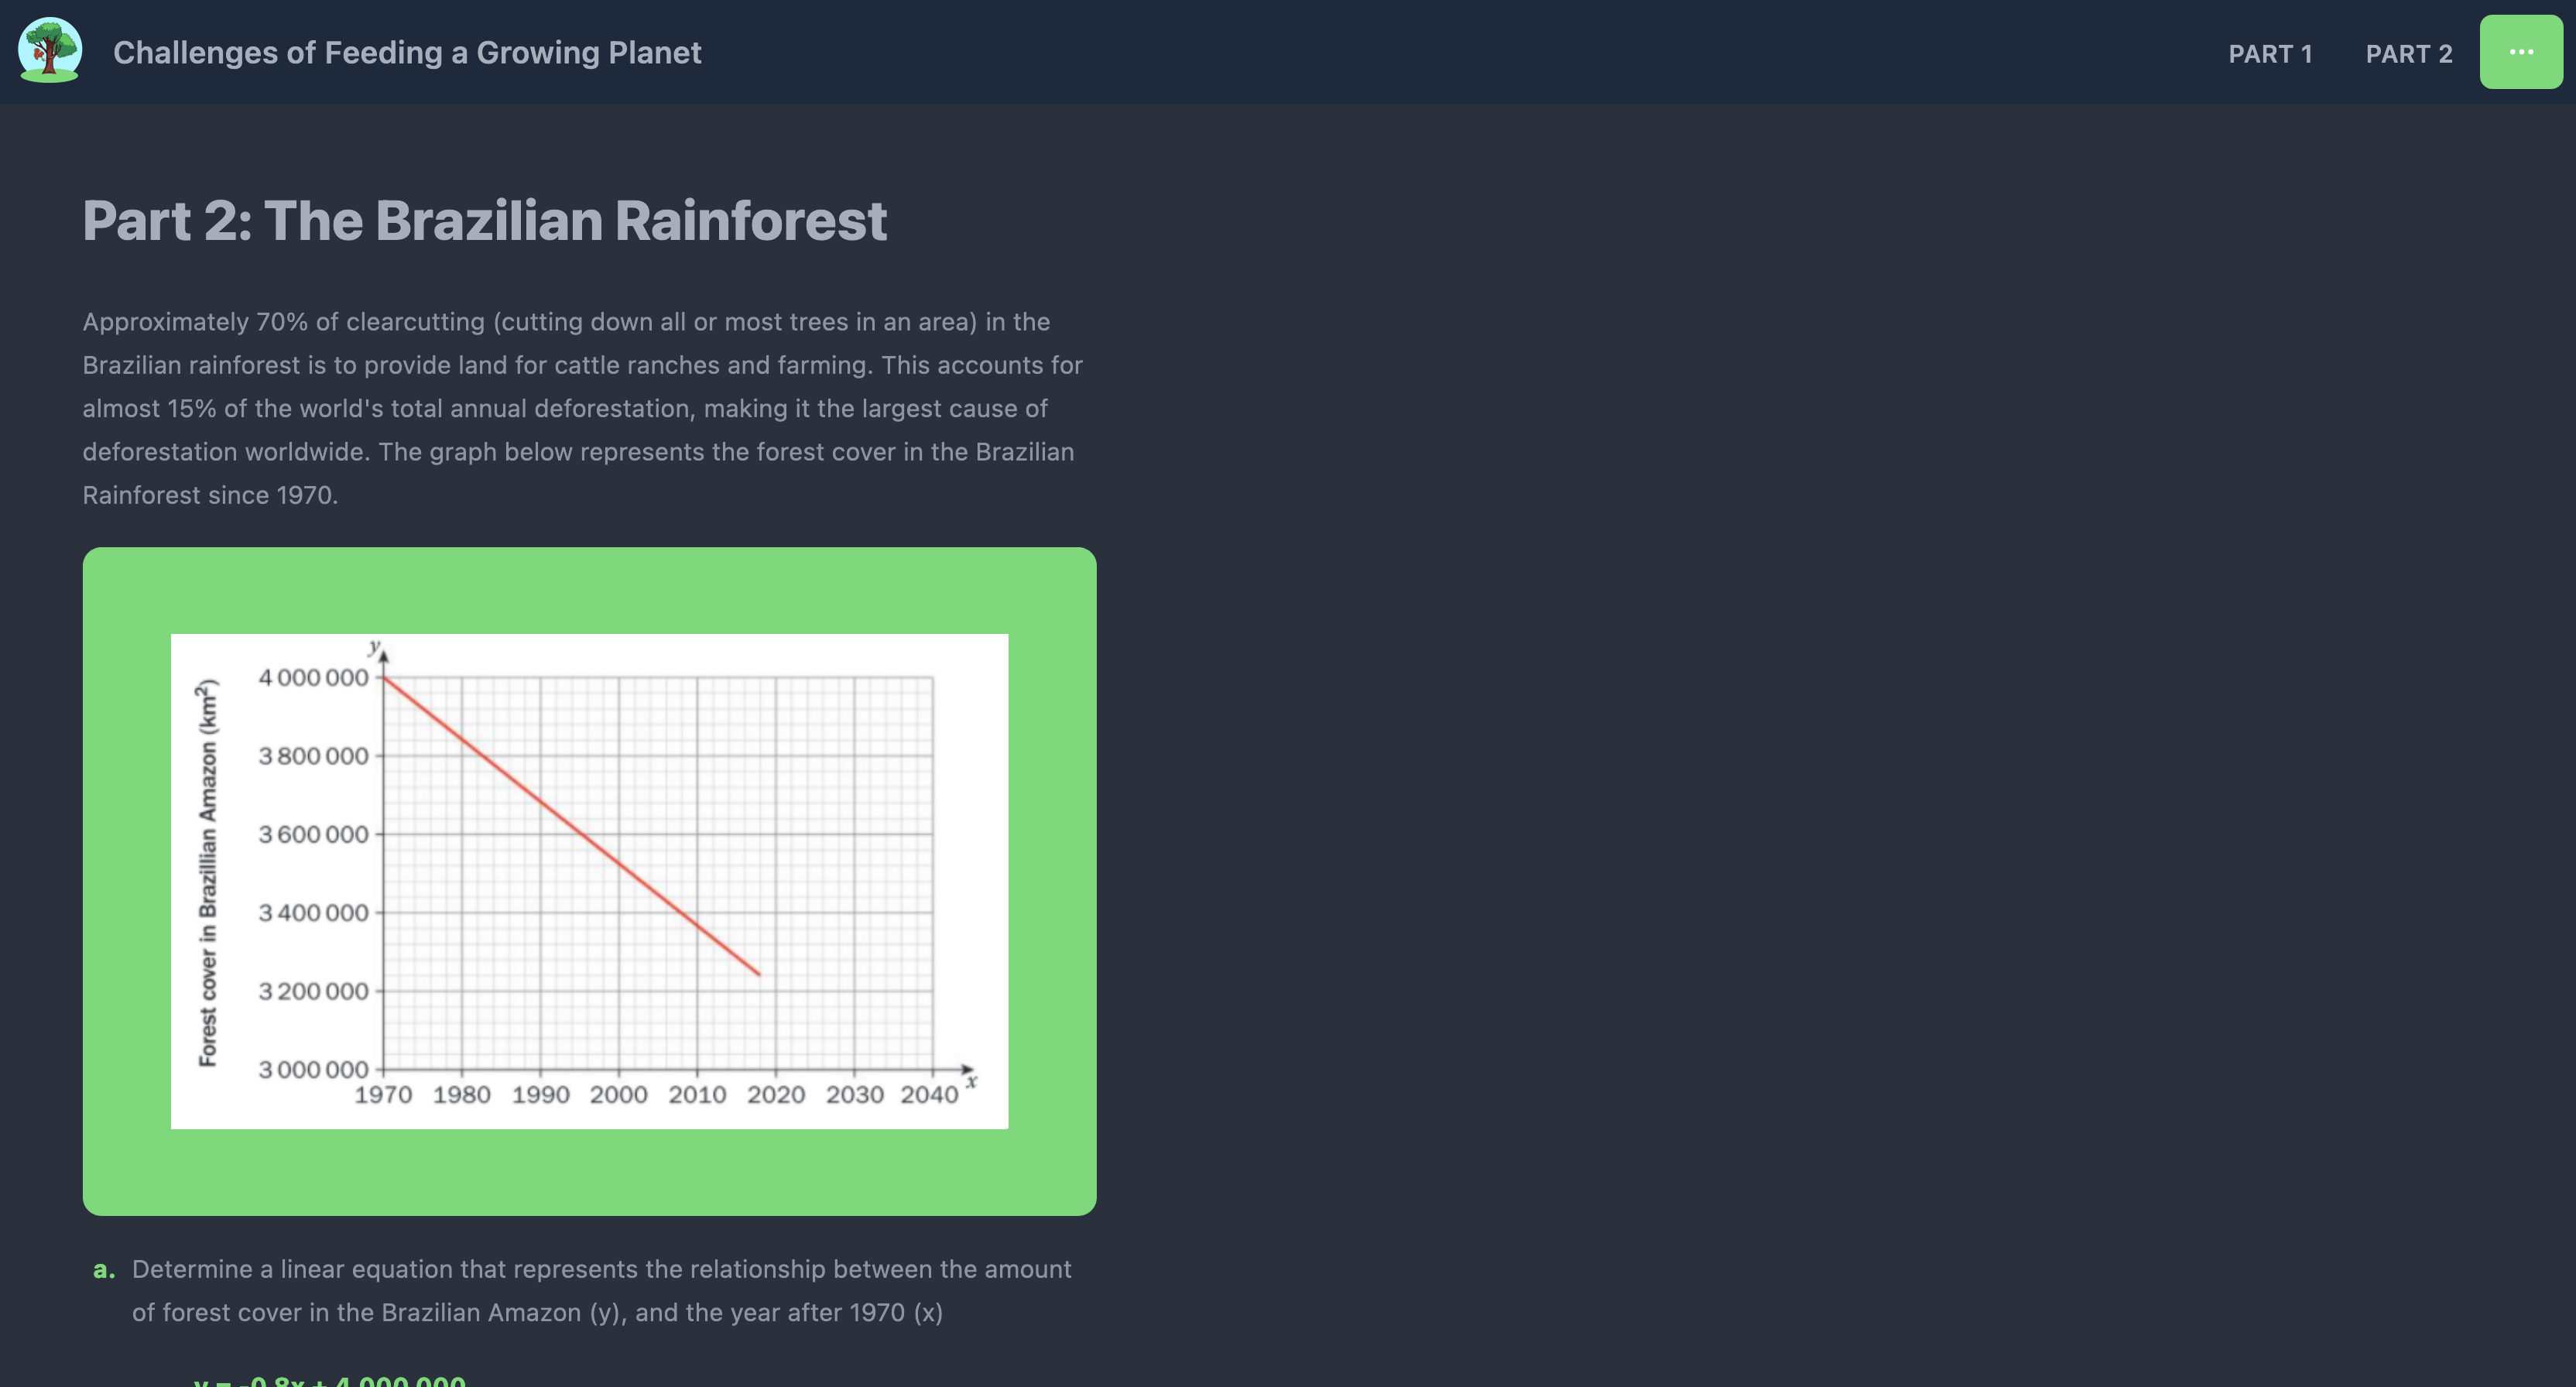 Challenges of Feeding a Growing Planet
PART 1
PART 2
...
Part 2: The Brazilian Rainforest
Approximately 70% of clearcutting (cutting down all or most trees in an area) in the
Brazilian rainforest is to provide land for cattle ranches and farming. This accounts for
almost 15% of the world's total annual deforestation, making it the largest cause of
deforestation worldwide. The graph below represents the forest cover in the Brazilian
Rainforest since 1970.
y
Forest cover in Brazillian Amazon (km²)
4 000 000
3 800 000
3 600 000
3 400 000
3 200 000
3 000 000
1970 1980 1990 2000 2010 2020 2030 2040
x
a. Determine a linear equation that represents the relationship between the amount
of forest cover in the Brazilian Amazon (y), and the year after 1970 (x)
y = -0.8x + 4 000 000